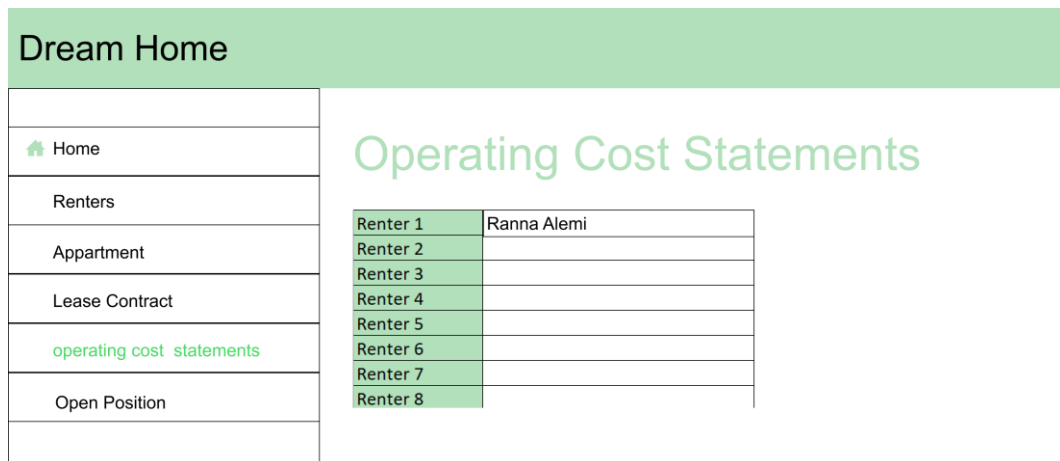 Dream Home
Home
Renters
Appartment
Lease Contract
operating cost statements
Open Position
Operating Cost Statements
Renter 1 Ranna Alemi
Renter 2
Renter 3
Renter 4
Renter 5
Renter 6
Renter 7
Renter 8